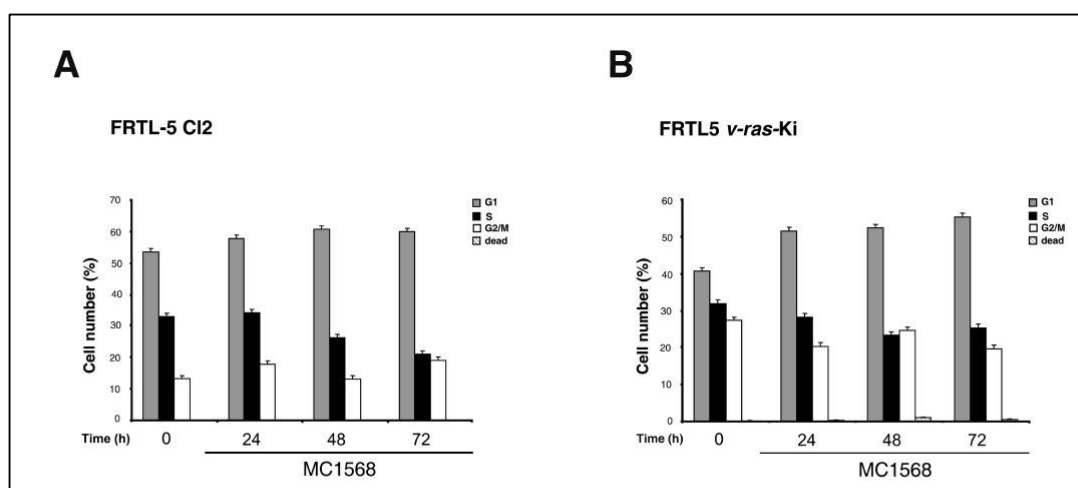 A
FRTL-5 Cl2
70
60
50
40
30
20
10
0
Cell number (%)
G1
S
G2/M
dead
Time (h) 0 24 48 72
MC1568
B
FRTL5 v-ras-Ki
60
50
40
30
20
10
0
Cell number (%)
G1
S
G2/M
dead
Time (h) 0 24 48 72
MC1568